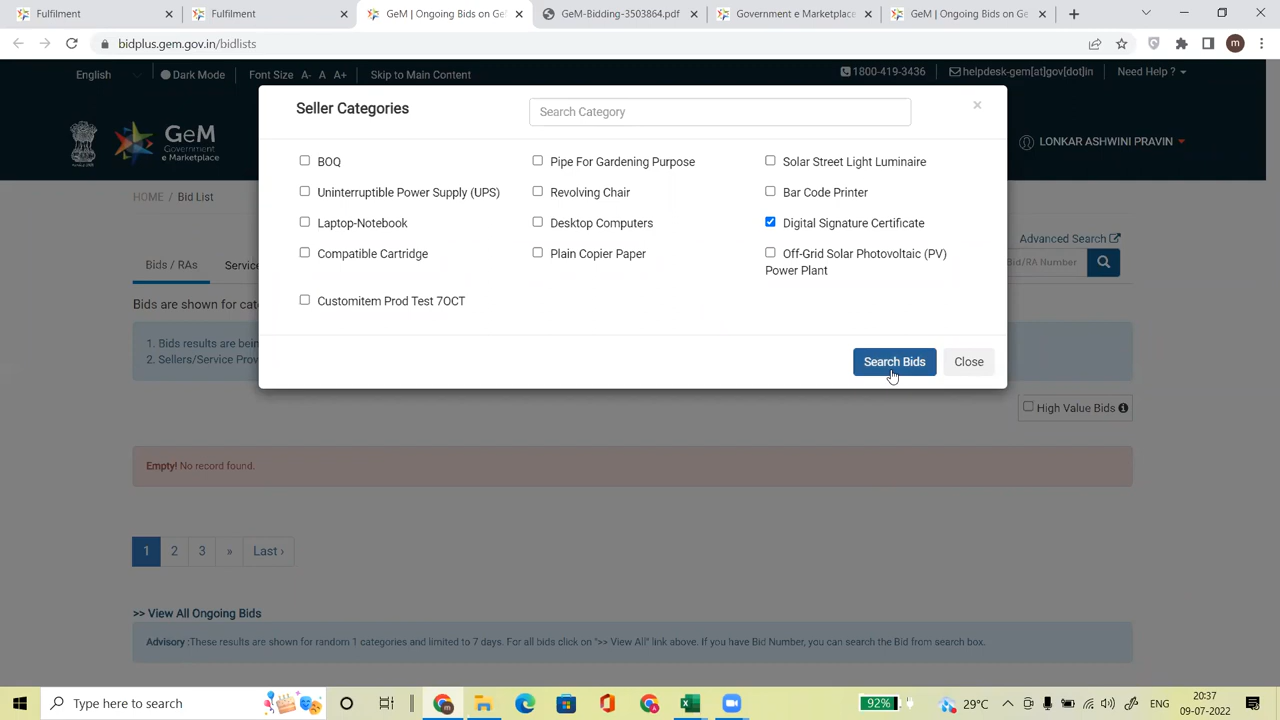 Fulfilment
Fulfilment
GeM | Ongoing Bids on Ge
GeM-Bidding-3503864.pdf
Government e Marketplace
GeM | Ongoing Bids on Ge
bidplus.gem.gov.in/bidlists
m
English
Dark Mode
Font Size A- A A+
Skip to Main Content
1800-419-3436
helpdesk-gem[at]gov[dot]in
Need Help ?
GeM
Government
e Marketplace
LONKAR ASHWINI PRAVIN
HOME / Bid List
Seller Categories
Search Category
×
BOQ
Pipe For Gardening Purpose
Solar Street Light Luminaire
Uninterruptible Power Supply (UPS)
Revolving Chair
Bar Code Printer
Laptop-Notebook
Desktop Computers
Digital Signature Certificate
Compatible Cartridge
Plain Copier Paper
Off-Grid Solar Photovoltaic (PV)
Power Plant
Customitem Prod Test 7OCT
Search Bids
Close
Advanced Search
Bids / RAs
Service
Bid/RA Number
Bids are shown for cat
1. Bids results are bein
2. Sellers/Service Prov
High Value Bids
Empty! No record found.
1 2 3 » Last ›
>> View All Ongoing Bids
Advisory :These results are shown for random 1 categories and limited to 7 days. For all bids click on ">> View All" link above. If you have Bid Number, you can search the Bid from search box.
Type here to search
92%
29°C
ENG
20:37
09-07-2022